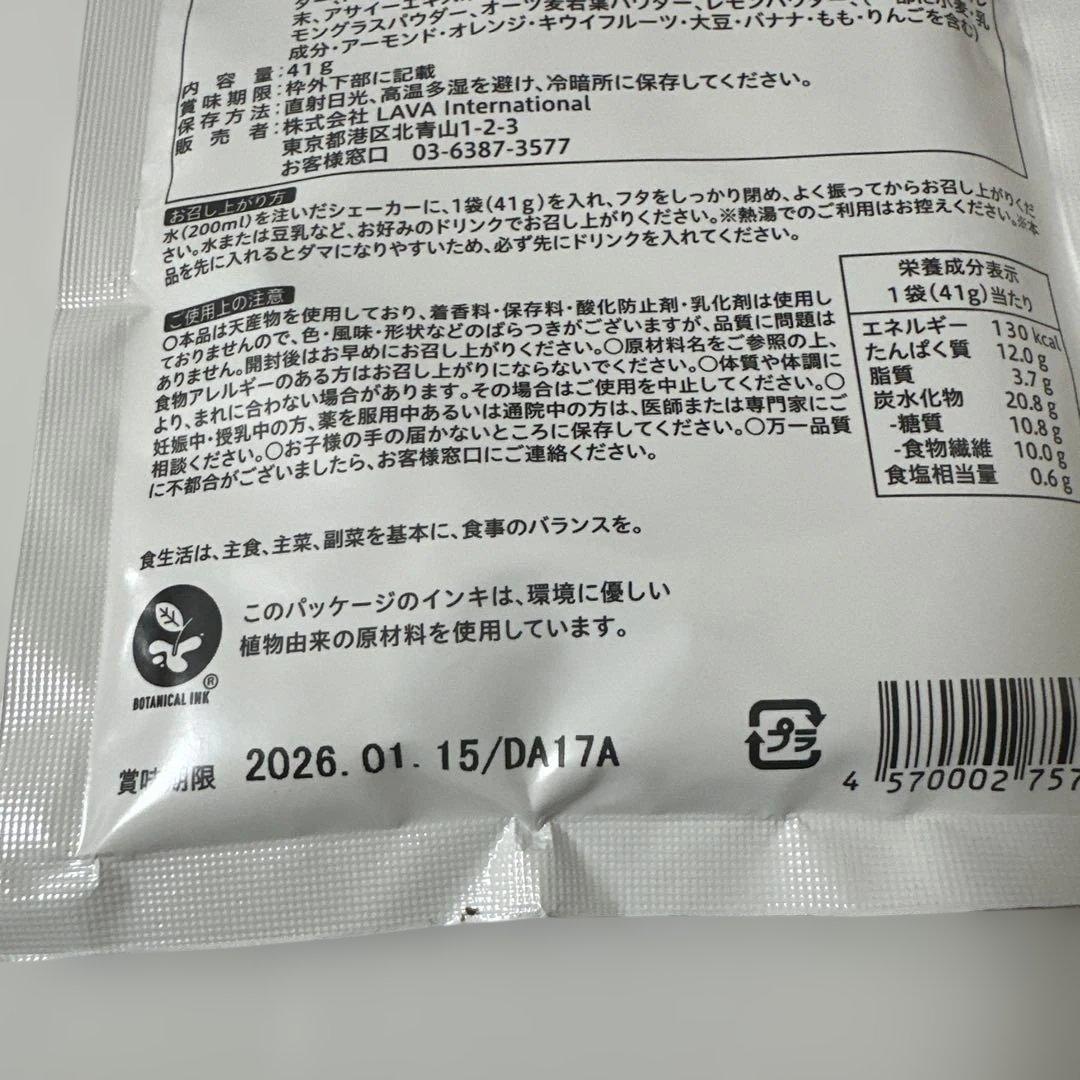 末、アサイーエキス
モングラスパウダー、オーツ麦若葉パウダー、レモンパウダー、(一部に小麦・乳
成分・アーモンド・オレンジ・キウイフルーツ・大豆・バナナ・もも・りんごを含む)
内容量:41g
賞味期限:枠外下部に記載
保存方法:直射日光、高温多湿を避け、冷暗所に保存してください。
販売者:株式会社 LAVA International
東京都港区北青山1-2-3
お客様窓口 03-6387-3577
お召し上がり方
水(200ml)を注いだシェーカーに、1袋(41g)を入れ、フタをしっかり閉め、よく振ってからお召し上がりくだ
さい。水または豆乳など、お好みのドリンクでお召し上がりください。※熱湯でのご利用はお控えください。※本
品を先に入れるとダマになりやすいため、必ず先にドリンクを入れてください。
ご使用上の注意
〇本品は天産物を使用しており、着香料・保存料・酸化防止剤・乳化剤は使用し
ておりませんので、色・風味・形状などのばらつきがございますが、品質に問題は
ありません。開封後はお早めにお召し上がりください。〇原材料名をご参照の上、
食物アレルギーのある方はお召し上がりにならないでください。〇体質や体調に
より、まれに合わない場合があります。その場合はご使用を中止してください。〇
妊娠中・授乳中の方、薬を服用中あるいは通院中の方は、医師または専門家にご
相談ください。〇お子様の手の届かないところに保存してください。〇万一品質
に不都合がございましたら、お客様窓口にご連絡ください。
栄養成分表示
1袋(41g)当たり
エネルギー 130kcal
たんぱく質 12.0g
脂質 3.7g
炭水化物 20.8g
-糖質 10.8g
-食物繊維 10.0g
食塩相当量 0.6g
食生活は、主食、主菜、副菜を基本に、食事のバランスを。
このパッケージのインキは、環境に優しい
植物由来の原材料を使用しています。
BOTANICAL INK ®
賞味期限 2026.01.15/DA17A
プラ
4 570002 757